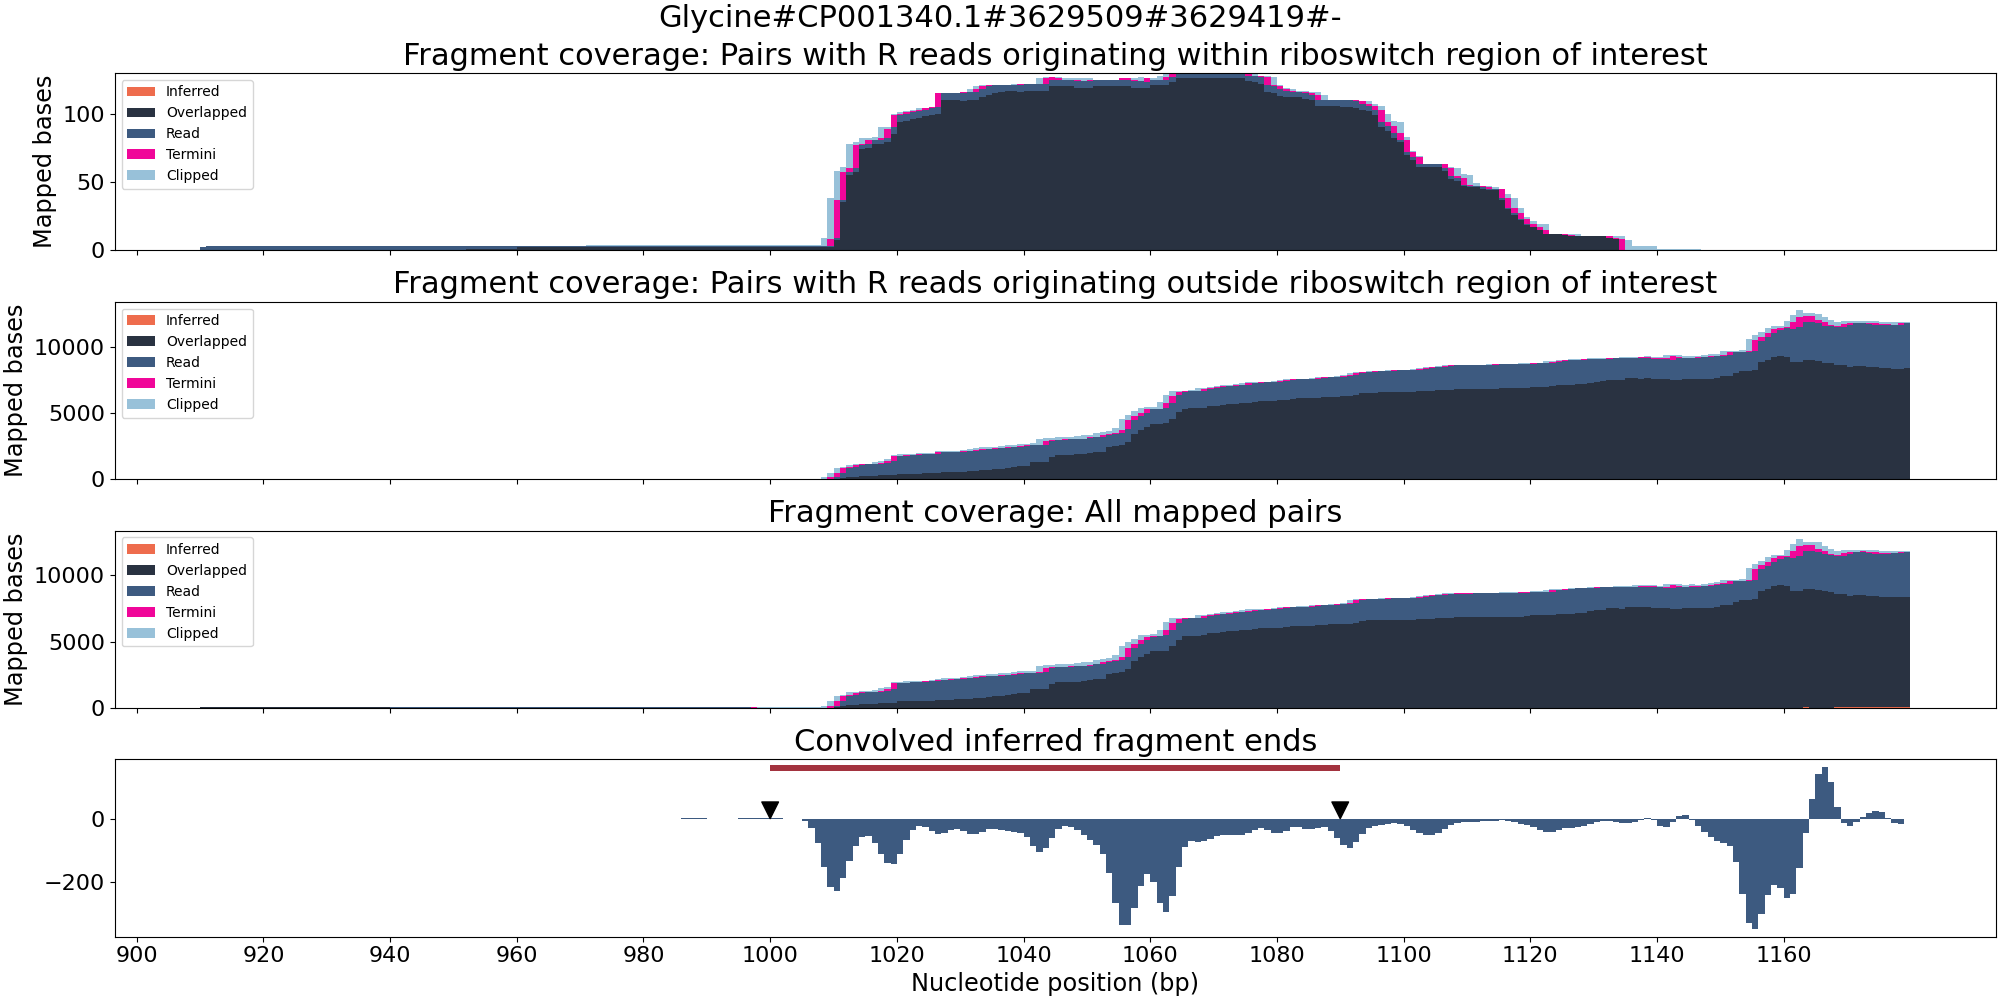 Glycine#CP001340.1#3629509#3629419#-
Fragment coverage: Pairs with R reads originating within riboswitch region of interest
Mapped bases
100
50
0
Inferred
Overlapped
Read
Termini
Clipped
Fragment coverage: Pairs with R reads originating outside riboswitch region of interest
Mapped bases
10000
5000
0
Inferred
Overlapped
Read
Termini
Clipped
Fragment coverage: All mapped pairs
Mapped bases
10000
5000
0
Inferred
Overlapped
Read
Termini
Clipped
Convolved inferred fragment ends
0
−200
900 920 940 960 980 1000 1020 1040 1060 1080 1100 1120 1140 1160
Nucleotide position (bp)